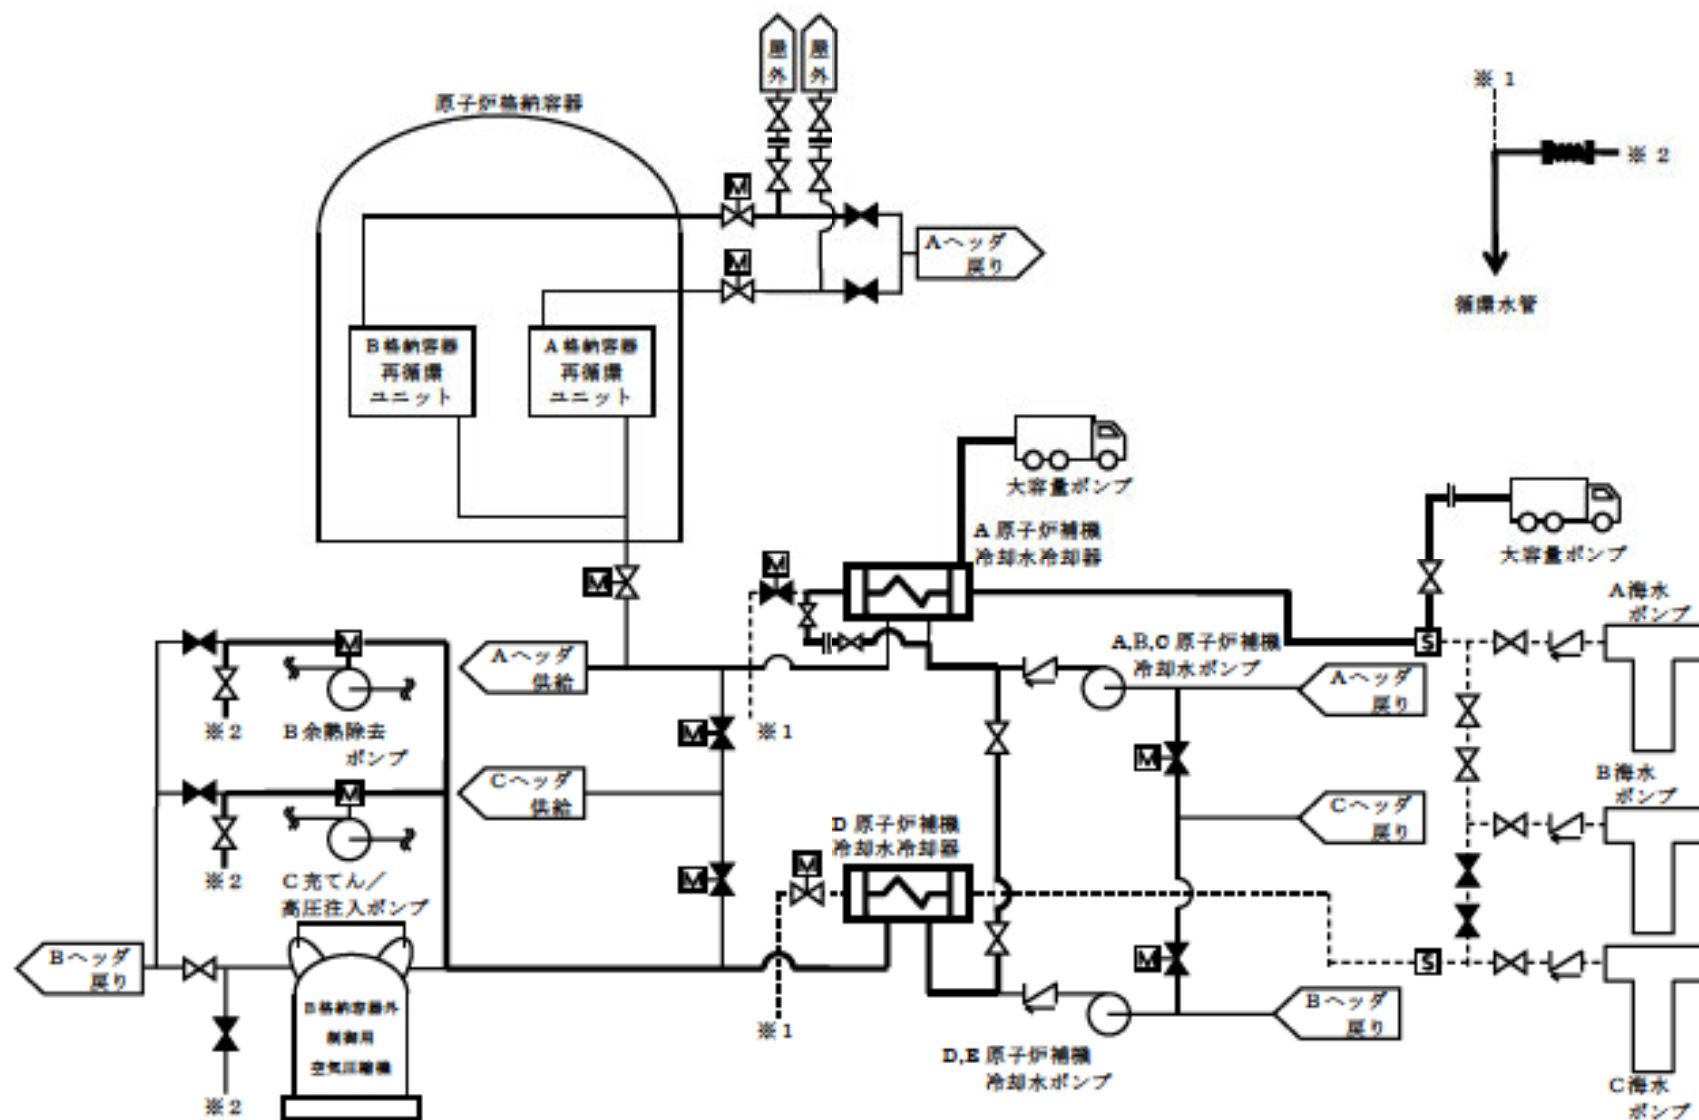 屋外
屋外
原子炉格納容器
※1
※2
Aヘッダ
戻り
循環水管
B格納容器
再循環
ユニット
A格納容器
再循環
ユニット
M
M
大容量ポンプ
大容量ポンプ
A原子炉補機
冷却水冷却器
M
M
A海水
ポンプ
S
A,B,C原子炉補機
冷却水ポンプ
M
Aヘッダ
供給
Aヘッダ
戻り
※2
B余熱除去
ポンプ
M
※1
M
B海水
ポンプ
M
Cヘッダ
供給
Cヘッダ
戻り
D原子炉補機
冷却水冷却器
M
M
※2
C充てん/
高圧注入ポンプ
Bヘッダ
戻り
M
S
B格納容器外
制御用
空気圧縮機
※1
Bヘッダ
戻り
D,E原子炉補機
冷却水ポンプ
※2
C海水
ポンプ